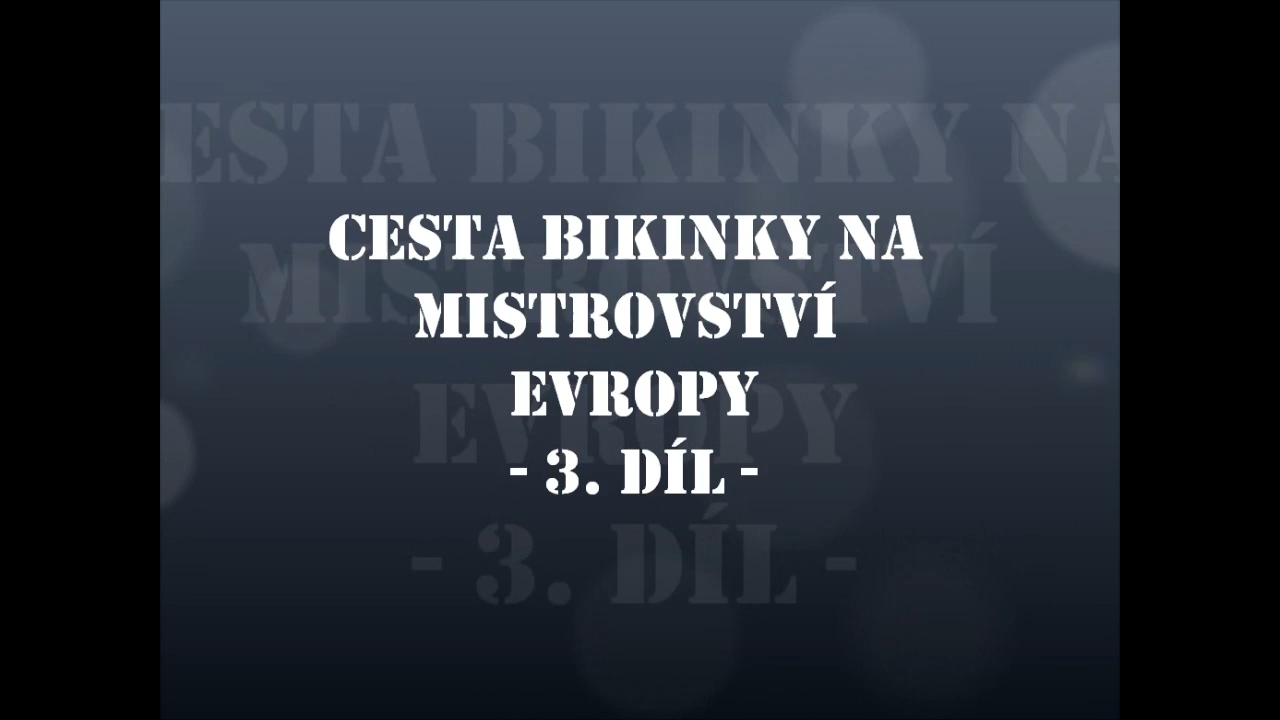 CESTA BIKINKY NA
MISTROVSTVÍ
EVROPY
- 3. DÍL -